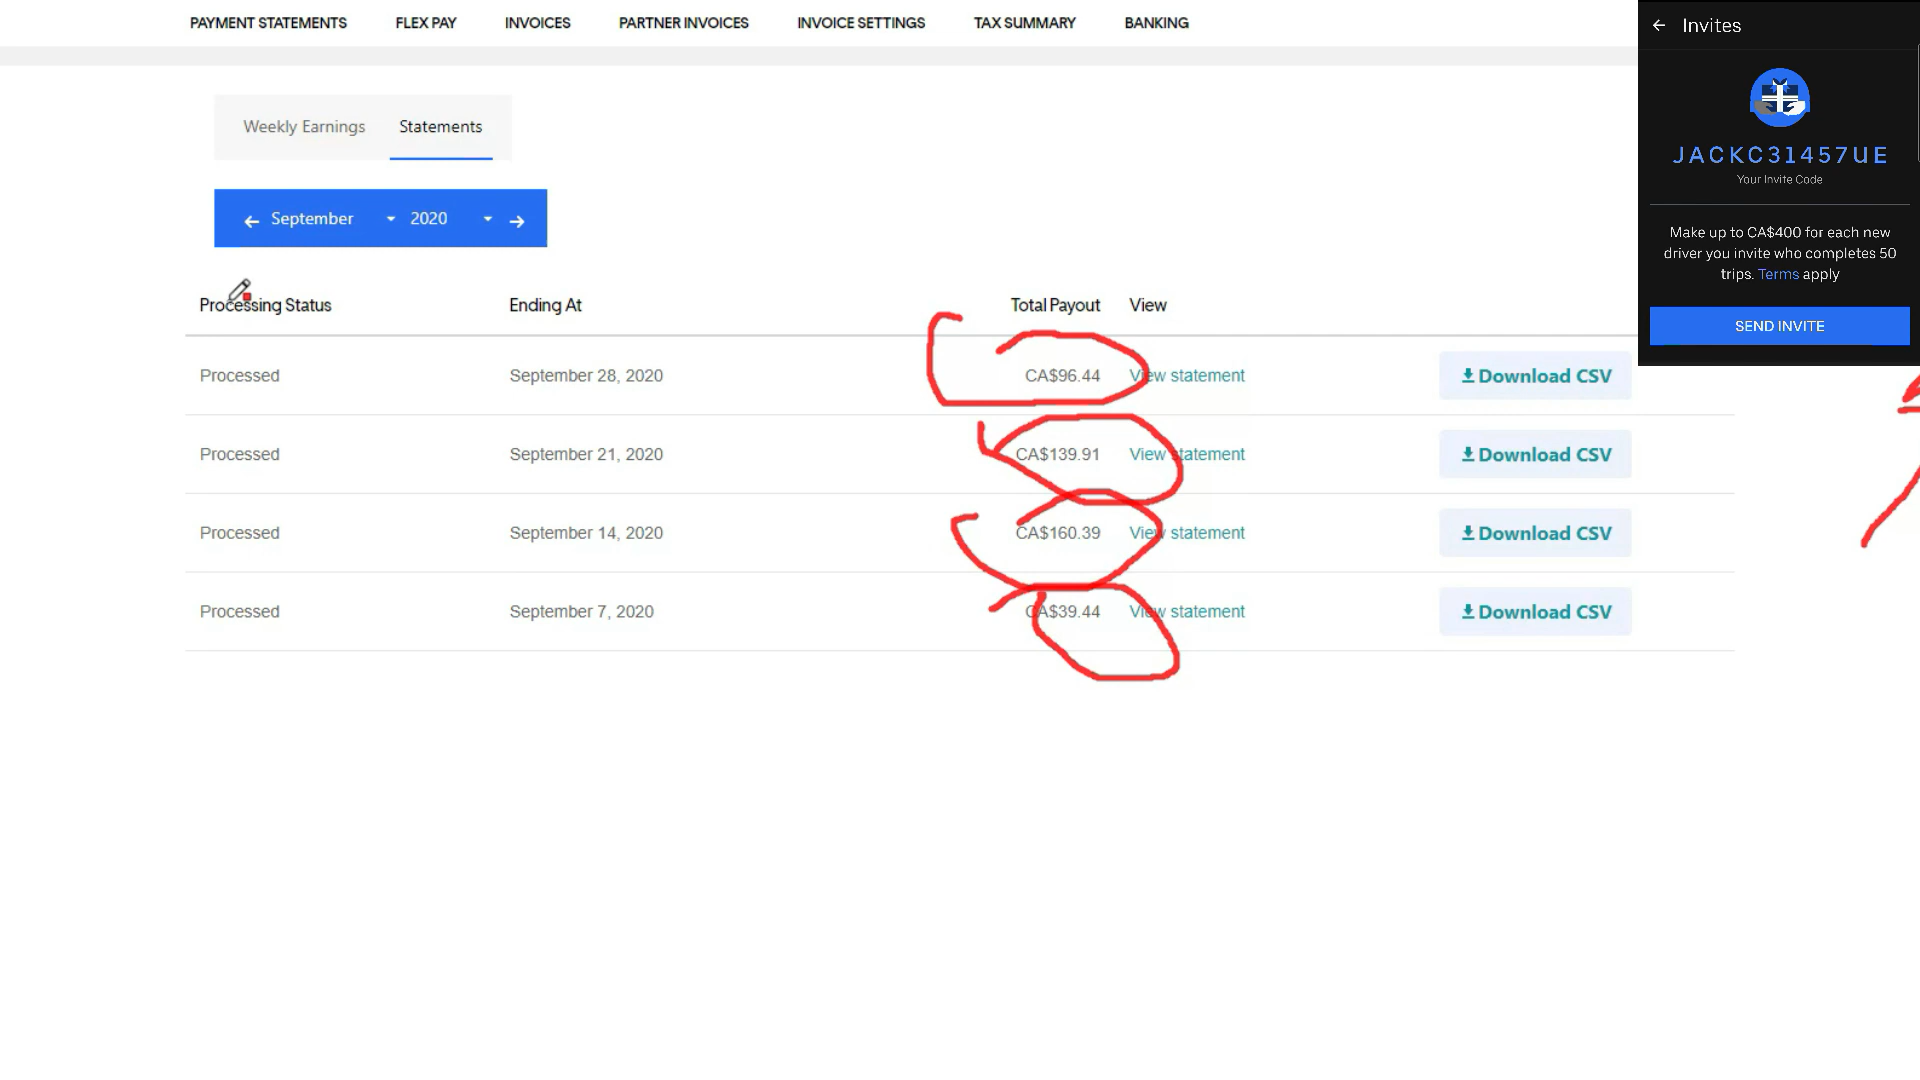 PAYMENT STATEMENTS FLEX PAY INVOICES PARTNER INVOICES INVOICE SETTINGS TAX SUMMARY BANKING
Weekly Earnings Statements
September 2020
Processing Status Ending At Total Payout View
Processed September 28, 2020 CA$96.44 View statement Download CSV
Processed September 21, 2020 CA$139.91 View statement Download CSV
Processed September 14, 2020 CA$160.39 View statement Download CSV
Processed September 7, 2020 CA$39.44 View statement Download CSV
Invites
JACKC31457UE
Your Invite Code
Make up to CA$400 for each new
driver you invite who completes 50
trips. Terms apply
SEND INVITE